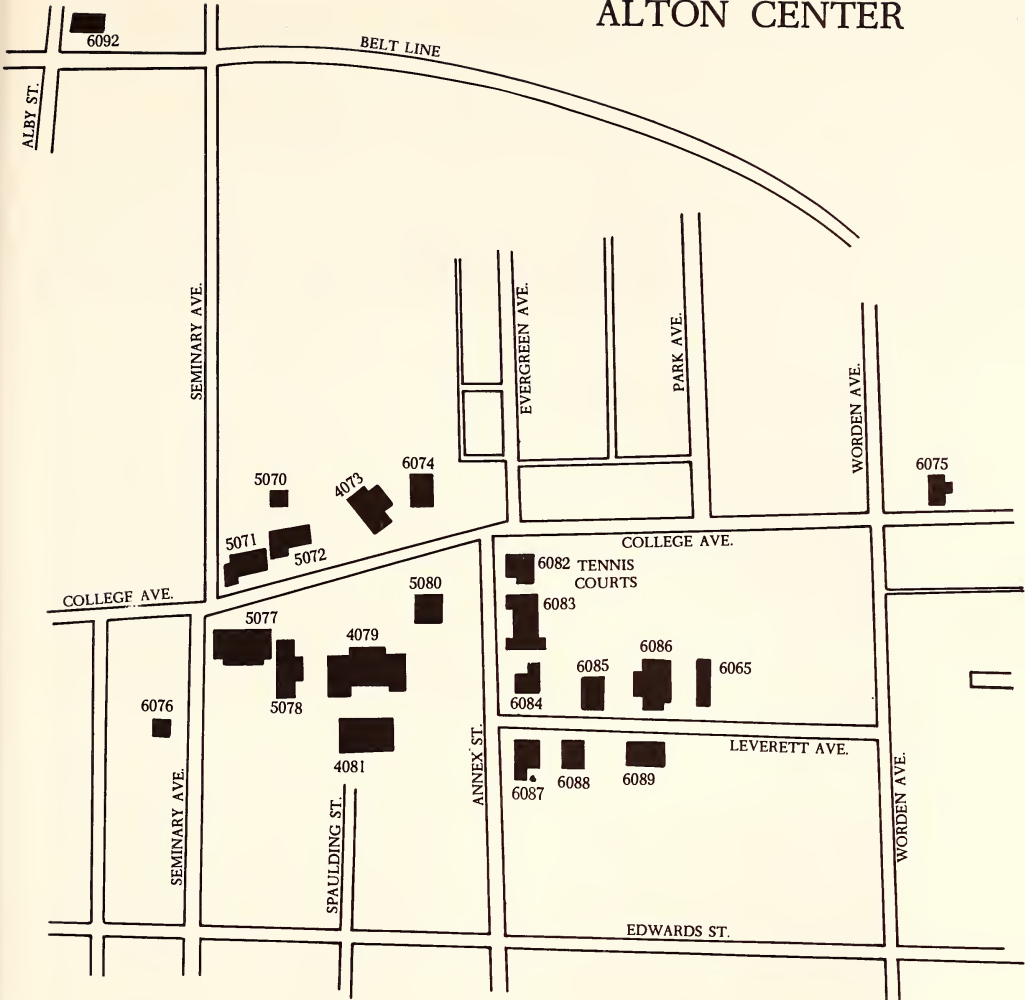 ALTON CENTER
6092
BELT LINE
ALBY ST.
SEMINARY AVE.
EVERGREEN AVE.
PARK AVE.
WORDEN AVE.
5070
4073
6074
6075
5071
5072
COLLEGE AVE.
6082 TENNIS
COURTS
COLLEGE AVE.
5080
6083
5077
4079
6086
6085
6065
6076
5078
6084
4081
ANNEX ST.
LEVERETT AVE.
6087
6088
6089
SEMINARY AVE.
SPAULDING ST.
WORDEN AVE.
EDWARDS ST.